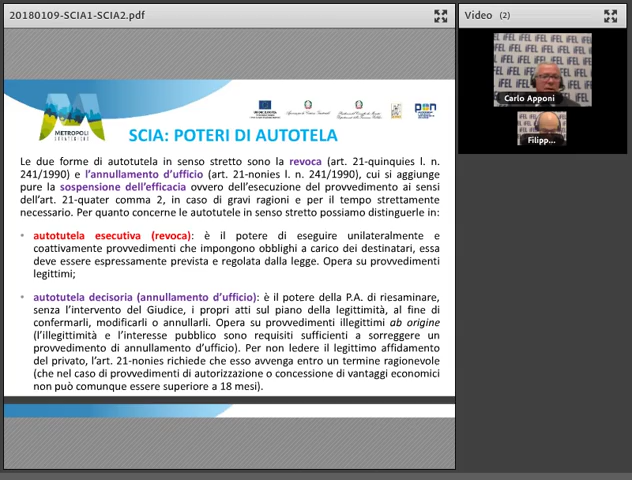 20180109-SCIA1-SCIA2.pdf
Video (2)
iFEL
Carlo Apponi
Filipp...
METROPOLI
SCIA: POTERI DI AUTOTELA
Le due forme di autotutela in senso stretto sono la revoca (art. 21-quinquies l. n.
241/1990) e l'annullamento d'ufficio (art. 21-nonies l. n. 241/1990), cui si aggiunge
pure la sospensione dell'efficacia ovvero dell'esecuzione del provvedimento ai sensi
dell'art. 21-quater comma 2, in caso di gravi ragioni e per il tempo strettamente
necessario. Per quanto concerne le autotutele in senso stretto possiamo distinguerle in:
• autotutela esecutiva (revoca): è il potere di eseguire unilateralmente e
coattivamente provvedimenti che impongono obblighi a carico dei destinatari, essa
deve essere espressamente prevista e regolata dalla legge. Opera su provvedimenti
legittimi;
• autotutela decisoria (annullamento d'ufficio): è il potere della P.A. di riesaminare,
senza l'intervento del Giudice, i propri atti sul piano della legittimità, al fine di
confermarli, modificarli o annullarli. Opera su provvedimenti illegittimi ab origine
(l'illegittimità e l'interesse pubblico sono requisiti sufficienti a sorreggere un
provvedimento di annullamento d'ufficio). Per non ledere il legittimo affidamento
del privato, l'art. 21-nonies richiede che esso avvenga entro un termine ragionevole
(che nel caso di provvedimenti di autorizzazione o concessione di vantaggi economici
non può comunque essere superiore a 18 mesi).